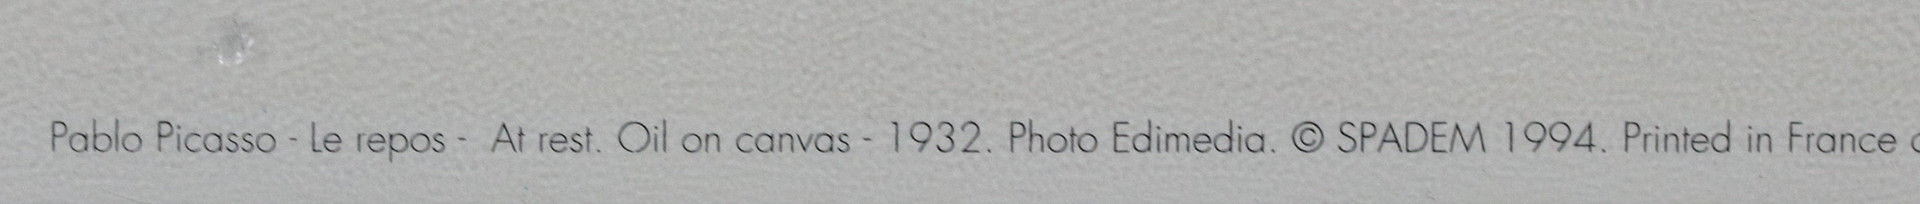 Pablo Picasso - Le repos - At rest. Oil on canvas - 1932. Photo Edimedia. © SPADEM 1994. Printed in France